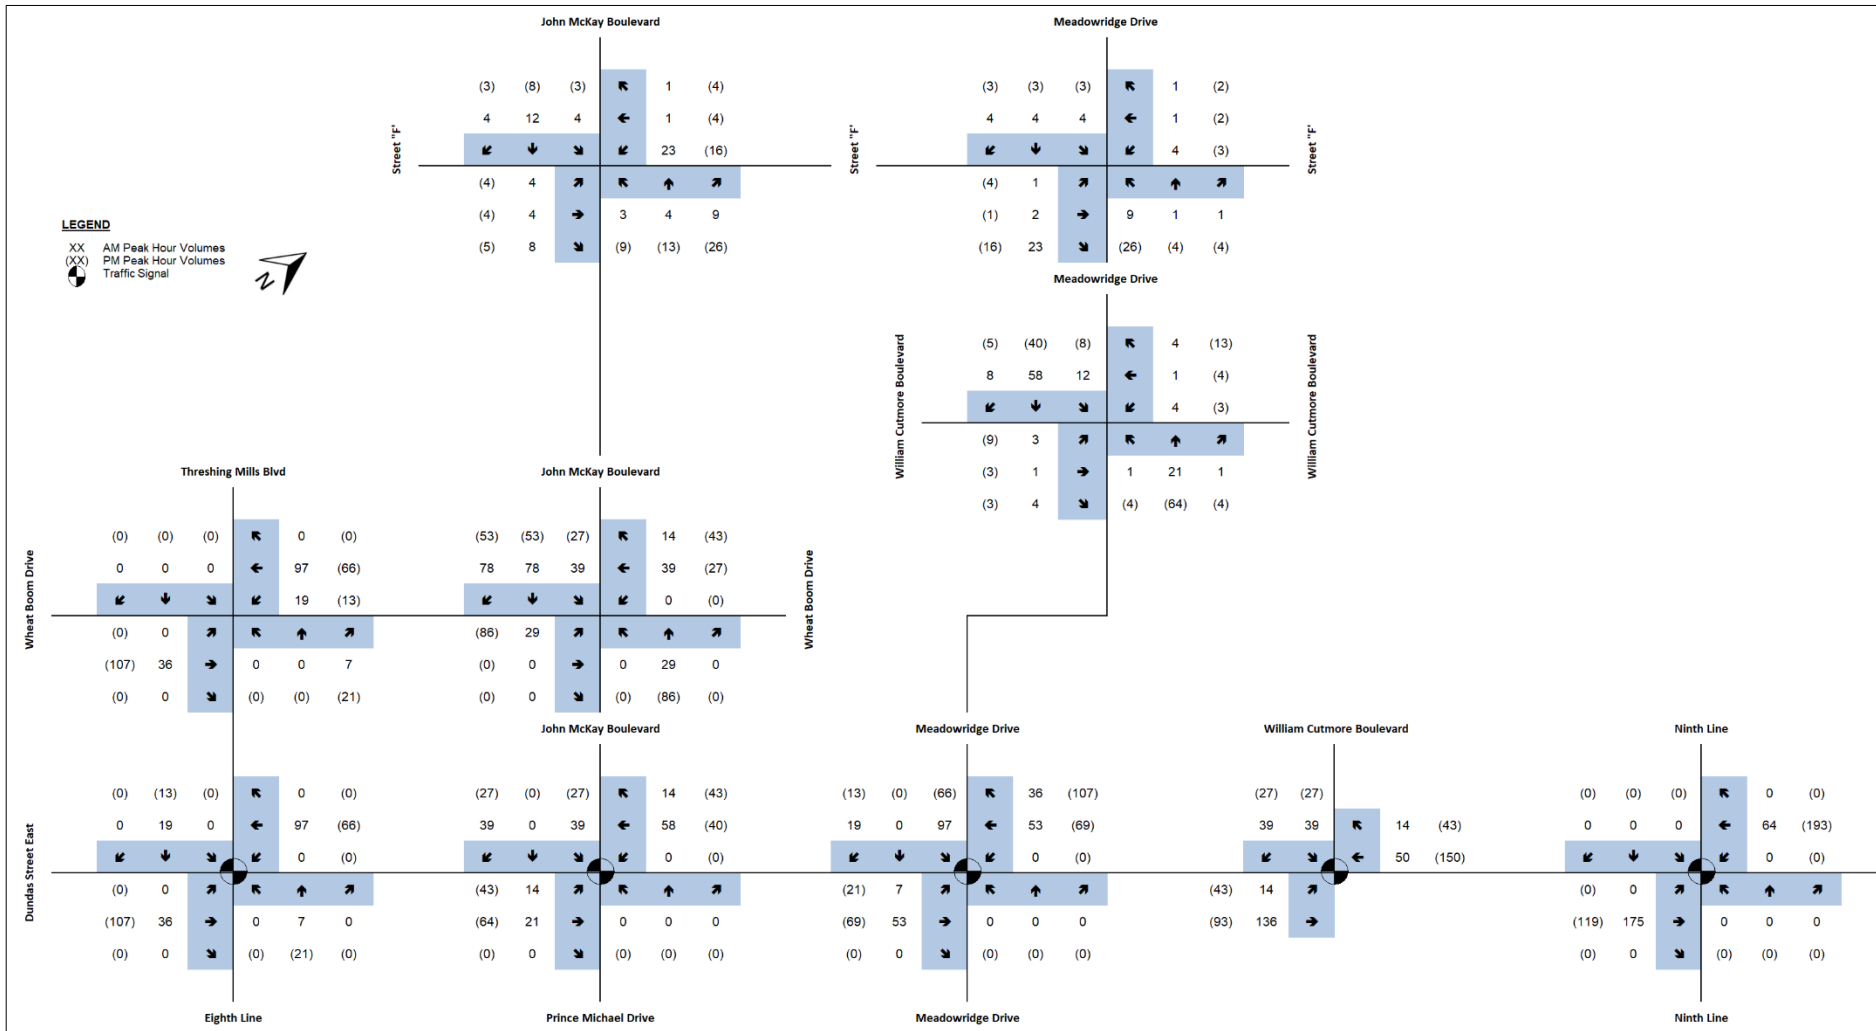 John McKay Boulevard
Meadowridge Drive
(3) (8) (3) 1 (4)
4 12 4 1 (4)
23 (16)
Street "F'
(4) 4
(4) 4 3 4 9
(5) 8 (9) (13) (26)
(3) (3) (3) 1 (2)
4 4 4 1 (2)
4 (3)
Street "F'
Street "F'
(4) 1
(1) 2 9 1 1
(16) 23 (26) (4) (4)
LEGEND
XX AM Peak Hour Volumes
(XX) PM Peak Hour Volumes
Traffic Signal
N
Meadowridge Drive
(5) (40) (8) 4 (13)
8 58 12 1 (4)
4 (3)
William Cutmore Boulevard
William Cutmore Boulevard
(9) 3
(3) 1 1 21 1
(3) 4 (4) (64) (4)
Threshing Mills Blvd
John McKay Boulevard
(0) (0) (0) 0 (0)
0 0 0 97 (66)
19 (13)
Wheat Boom Drive
(0) 0
(107) 36 0 0 7
(0) 0 (0) (0) (21)
(53) (53) (27) 14 (43)
78 78 39 39 (27)
0 (0)
Wheat Boom Drive
(86) 29
(0) 0 0 29 0
(0) 0 (0) (86) (0)
John McKay Boulevard
Meadowridge Drive
William Cutmore Boulevard
Ninth Line
(0) (13) (0) 0 (0)
0 19 0 97 (66)
0 (0)
Dundas Street East
(0) 0
(107) 36 0 7 0
(0) 0 (0) (21) (0)
Eighth Line
(27) (0) (27) 14 (43)
39 0 39 58 (40)
0 (0)
(43) 14
(64) 21 0 0 0
(0) 0 (0) (0) (0)
Prince Michael Drive
(13) (0) (66) 36 (107)
19 0 97 53 (69)
0 (0)
(21) 7
(69) 53 0 0 0
(0) 0 (0) (0) (0)
Meadowridge Drive
(27) (27)
39 39 14 (43)
50 (150)
(43) 14
(93) 136
(0) (0) (0) 0 (0)
0 0 0 64 (193)
0 (0)
(0) 0
(119) 175 0 0 0
(0) 0 (0) (0) (0)
Ninth Line